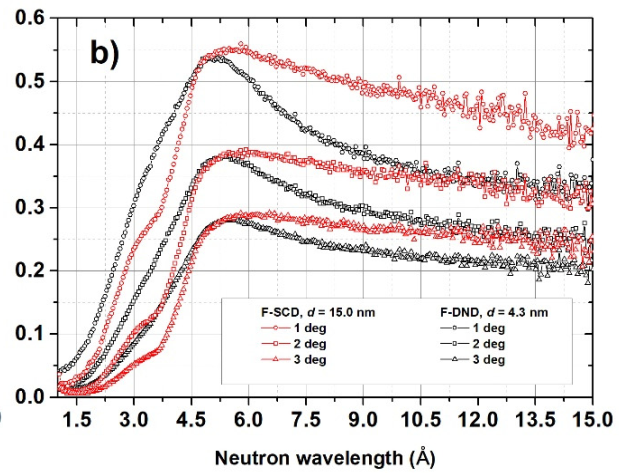 b)
0.6
0.5
0.4
0.3
0.2
0.1
0.0
F-SCD, d = 15.0 nm F-DND, d = 4.3 nm
1 deg 1 deg
2 deg 2 deg
3 deg 3 deg
1.5 3.0 4.5 6.0 7.5 9.0 10.5 12.0 13.5 15.0
Neutron wavelength (Å)